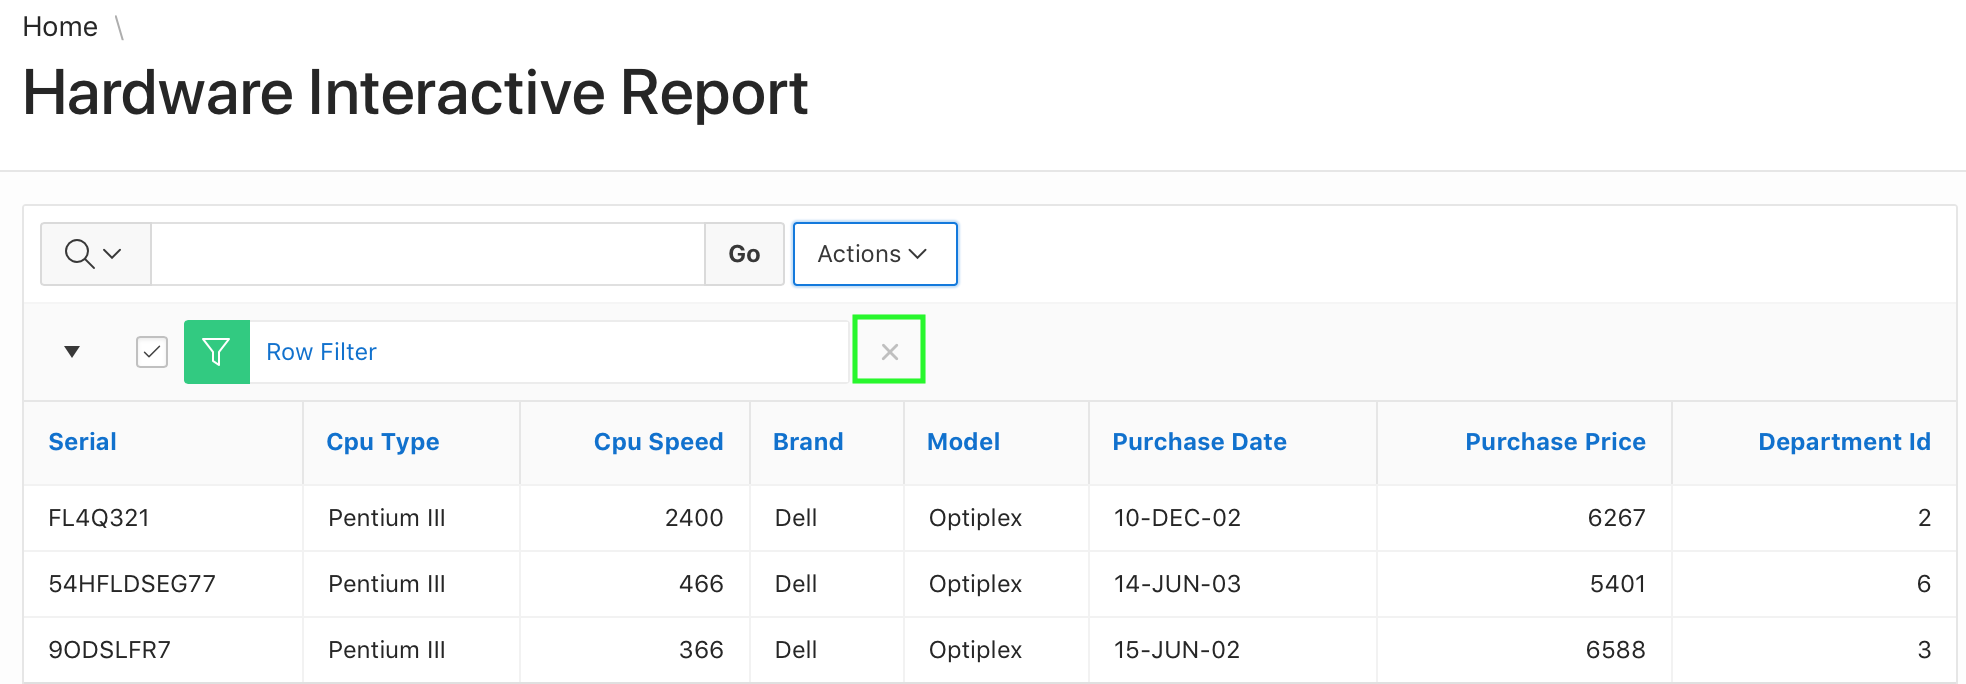 Home \
Hardware Interactive Report
Go Actions
Row Filter
Serial Cpu Type Cpu Speed Brand Model Purchase Date Purchase Price Department Id
FL4Q321 Pentium III 2400 Dell Optiplex 10-DEC-02 6267 2
54HFLDSEG77 Pentium III 466 Dell Optiplex 14-JUN-03 5401 6
9ODSLFR7 Pentium III 366 Dell Optiplex 15-JUN-02 6588 3